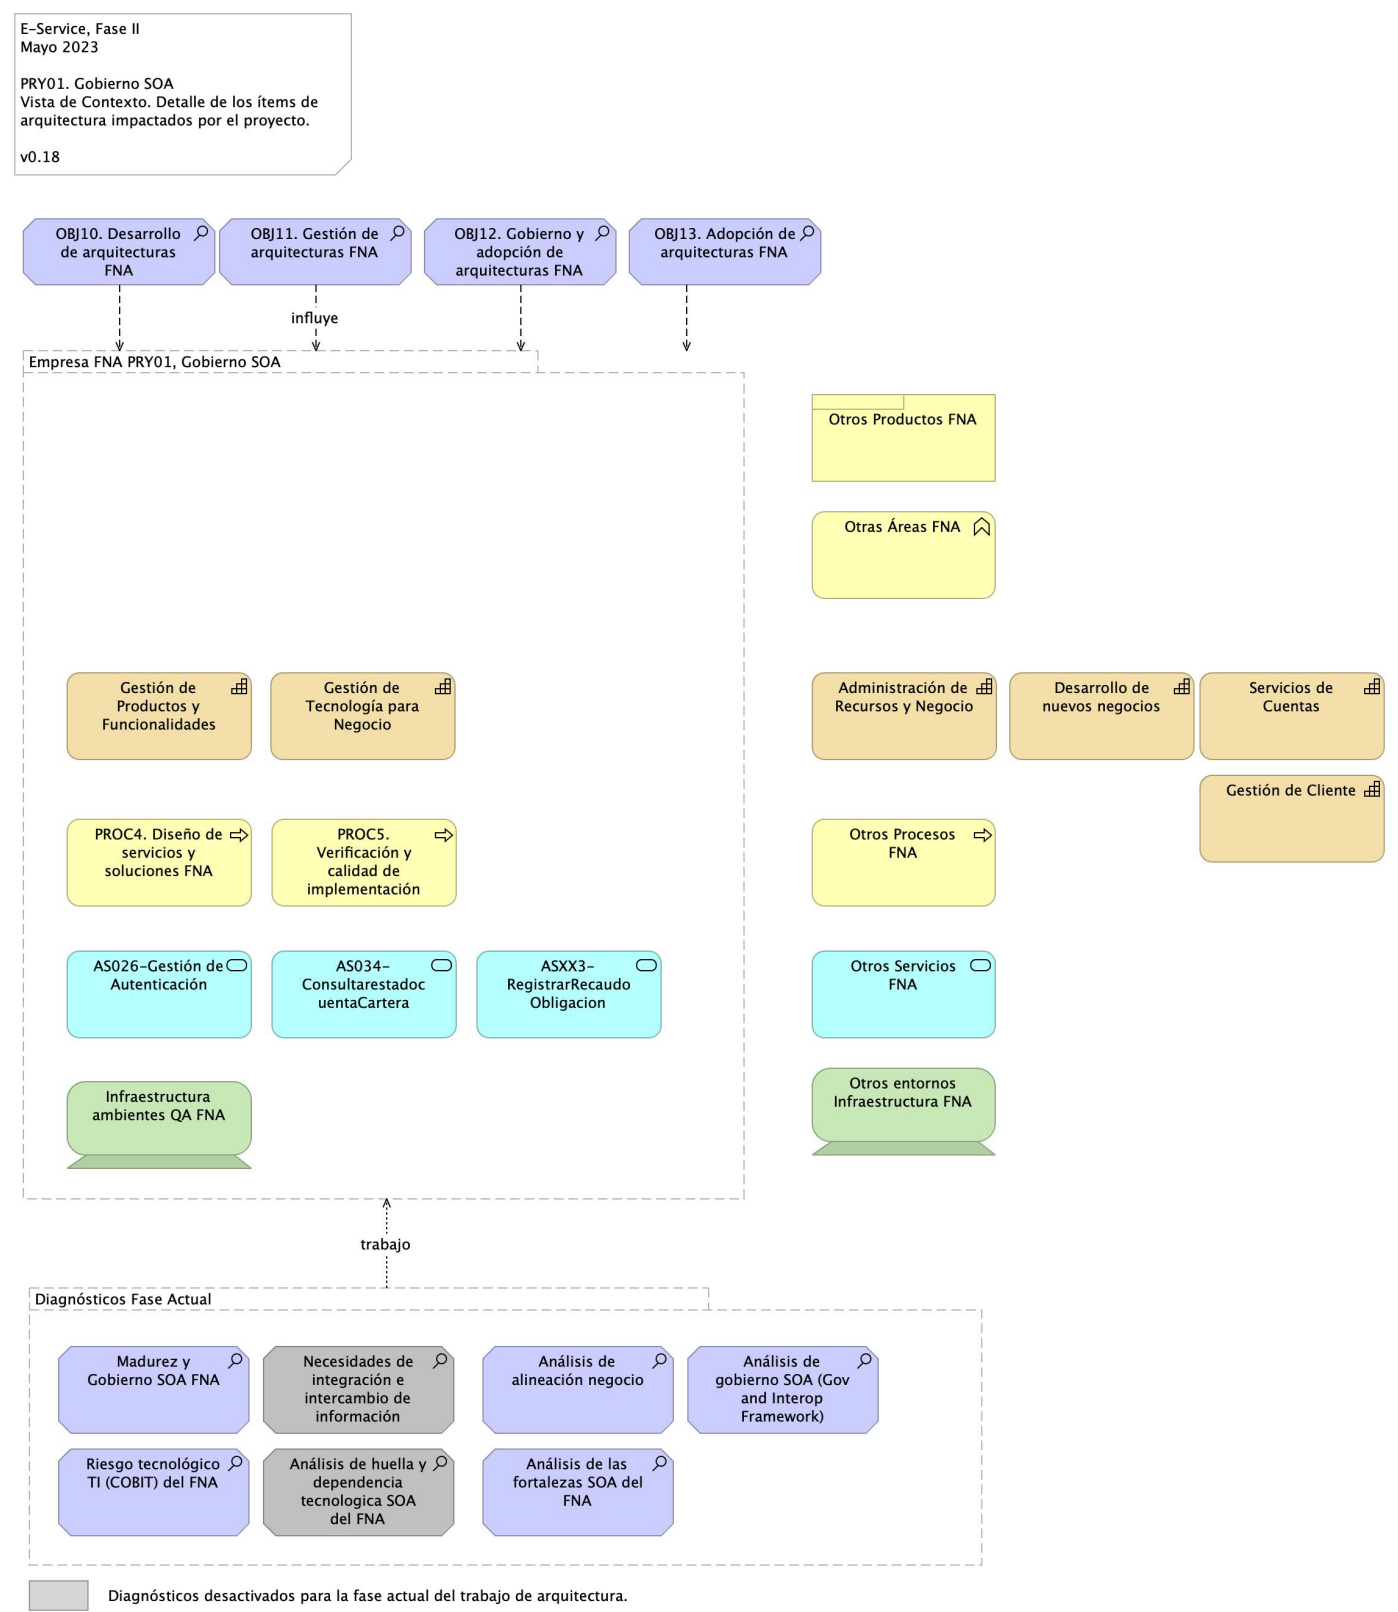 E-Service, Fase II
Mayo 2023
PRY01. Gobierno SOA
Vista de Contexto. Detalle de los ítems de
arquitectura impactados por el proyecto.
v0.18
OBJ10. Desarrollo
de arquitecturas
FNA
OBJ11. Gestión de
arquitecturas FNA
OBJ12. Gobierno y
adopción de
arquitecturas FNA
OBJ13. Adopción de
arquitecturas FNA
influye
Empresa FNA PRY01, Gobierno SOA
Otros Productos FNA
Otras Áreas FNA
Gestión de
Productos y
Funcionalidades
Gestión de
Tecnología para
Negocio
Administración de
Recursos y Negocio
Desarrollo de
nuevos negocios
Servicios de
Cuentas
Gestión de Cliente
PROC4. Diseño de
servicios y
soluciones FNA
PROC5.
Verificación y
calidad de
implementación
Otros Procesos
FNA
AS026-Gestión de
Autenticación
AS034-
Consultarestadoc
uentaCartera
ASXX3-
RegistrarRecaudo
Obligacion
Otros Servicios
FNA
Infraestructura
ambientes QA FNA
Otros entornos
Infraestructura FNA
trabajo
Diagnósticos Fase Actual
Madurez y
Gobierno SOA FNA
Necesidades de
integración e
intercambio de
información
Análisis de
alineación negocio
Análisis de
gobierno SOA (Gov
and Interop
Framework)
Riesgo tecnológico
TI (COBIT) del FNA
Análisis de huella y
dependencia
tecnologica SOA
del FNA
Análisis de las
fortalezas SOA del
FNA
Diagnósticos desactivados para la fase actual del trabajo de arquitectura.